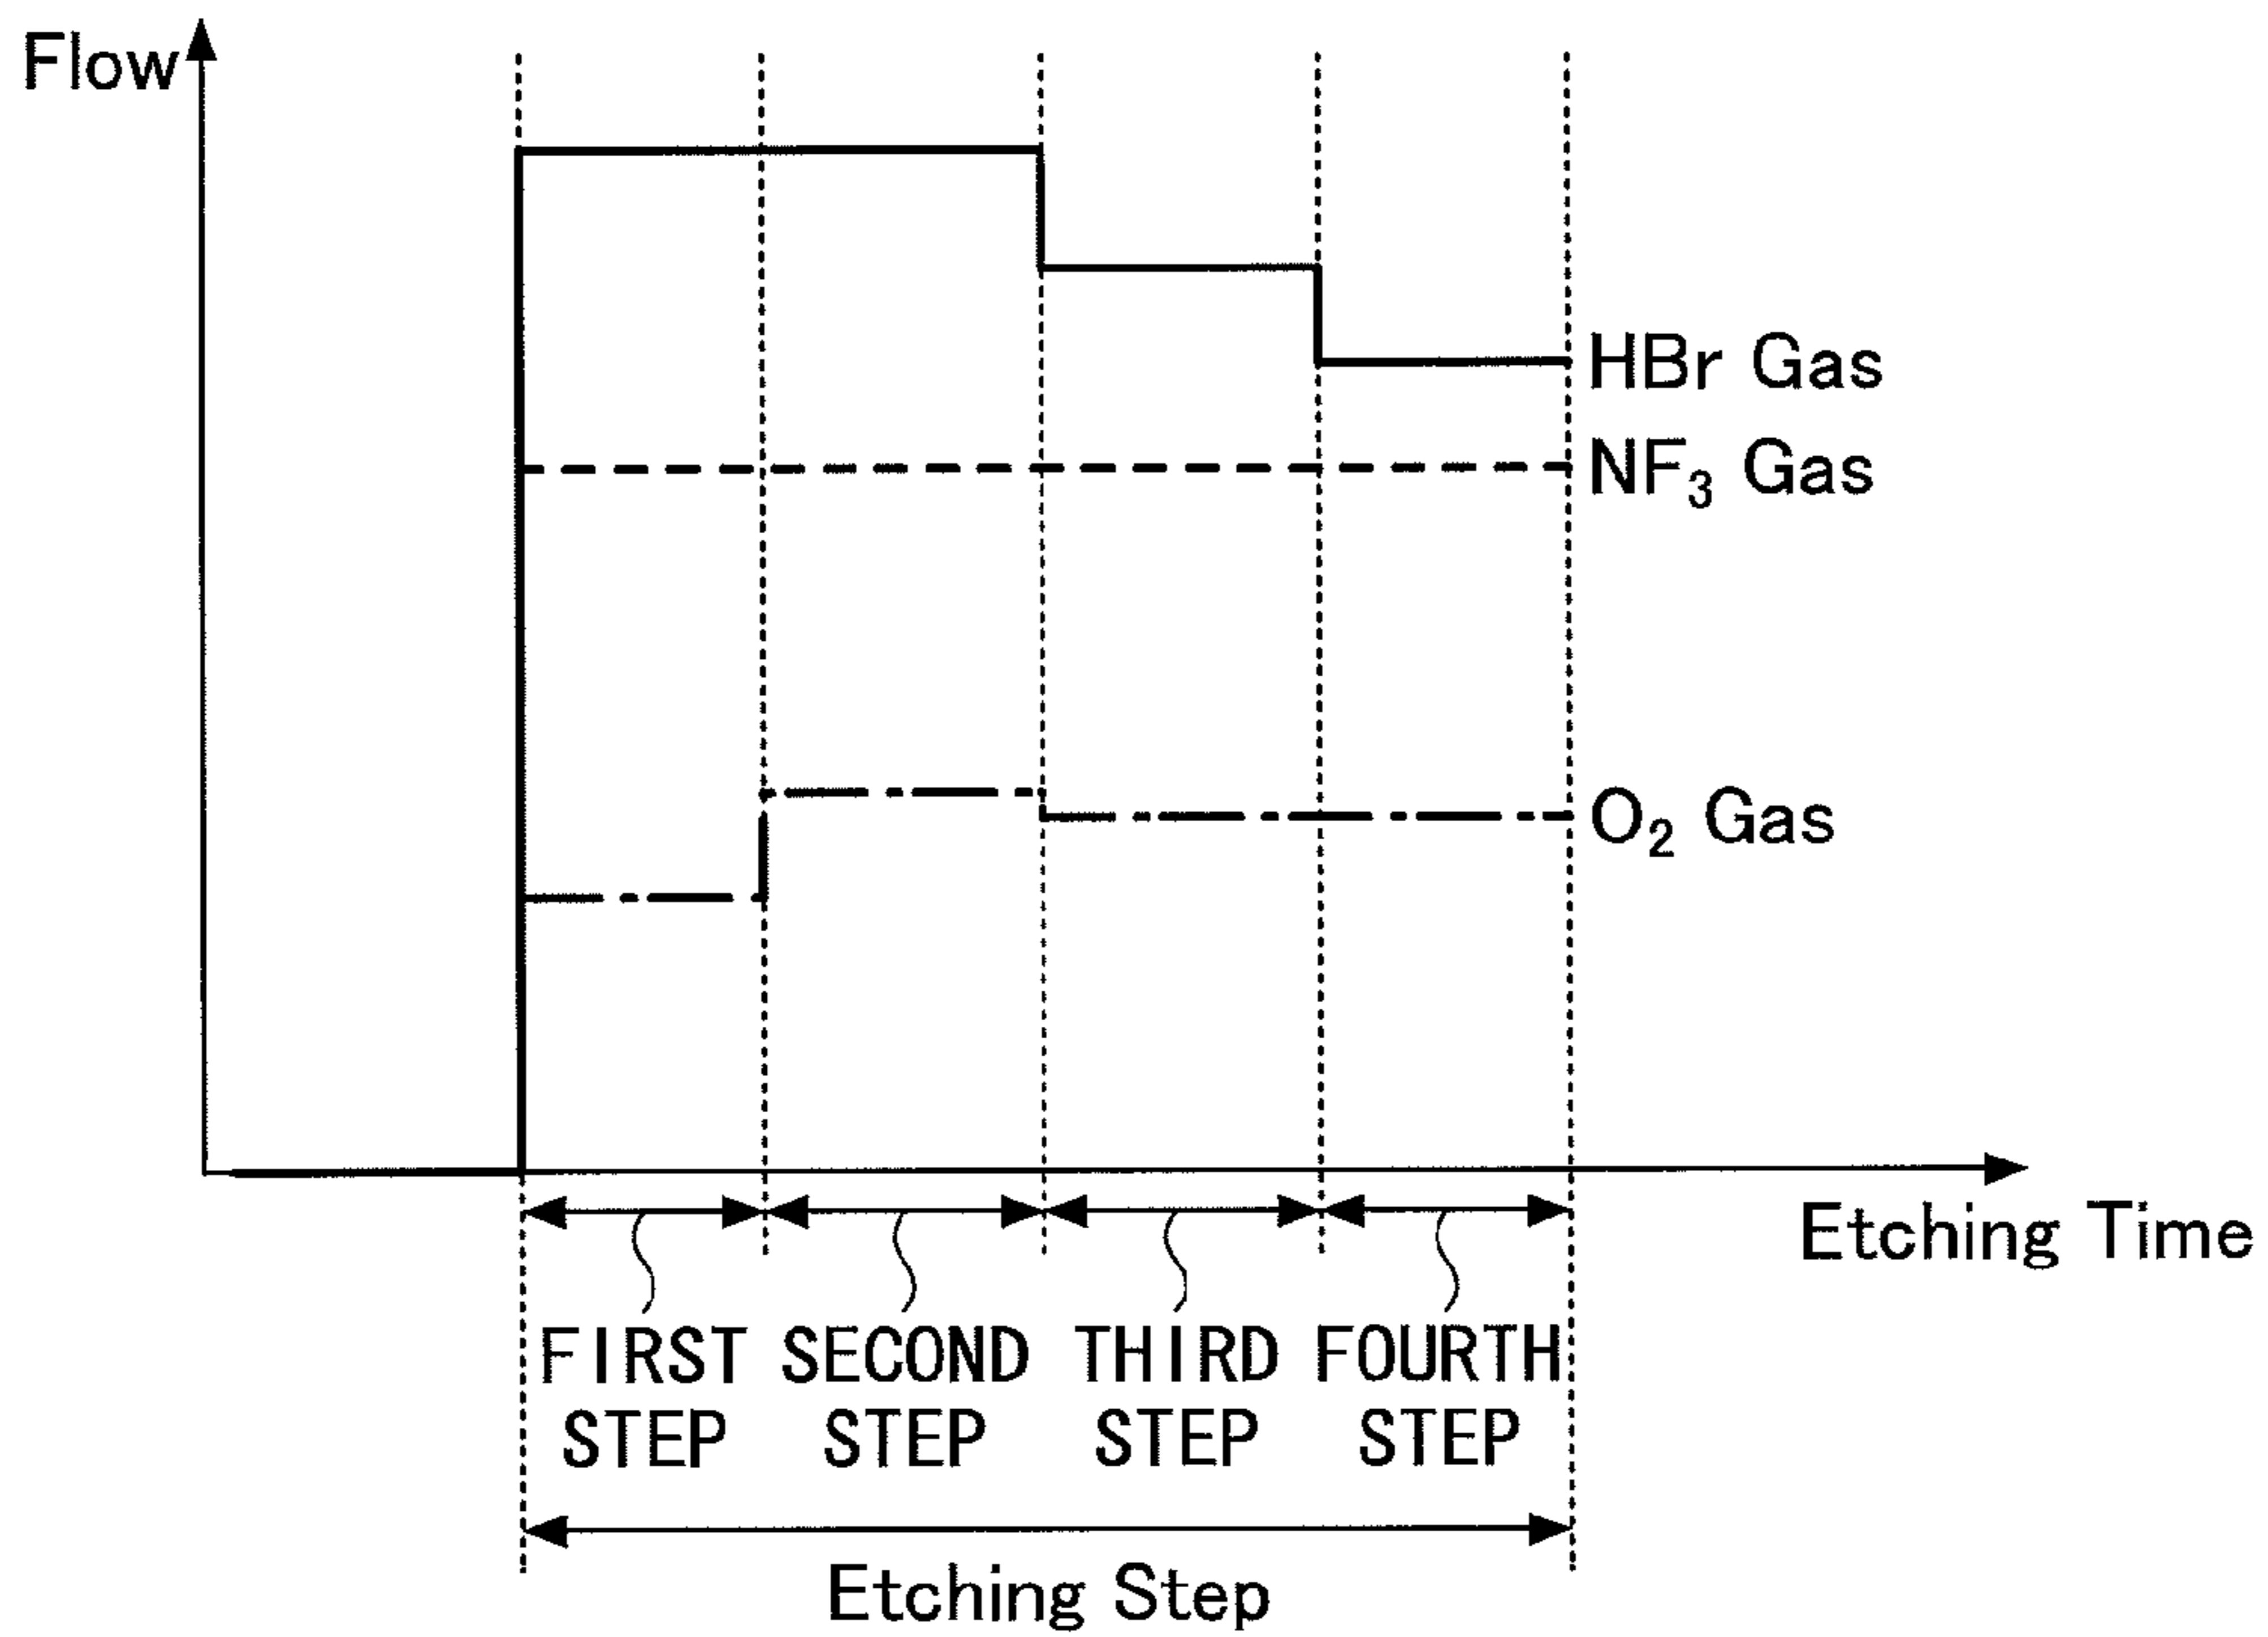 Flow
HBr Gas
NF₃ Gas
O₂ Gas
Etching Time
FIRST STEP
SECOND STEP
THIRD STEP
FOURTH STEP
Etching Step